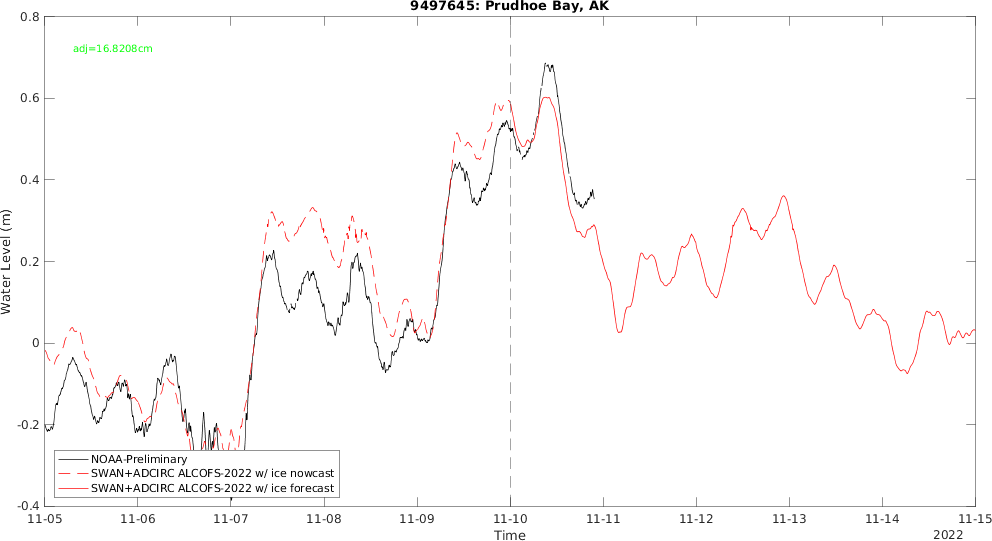 9497645: Prudhoe Bay, AK
adj=16.8208cm
0.8
0.6
0.4
0.2
0
-0.2
-0.4
Water Level (m)
NOAA-Preliminary
SWAN+ADCIRC ALCOFS-2022 w/ ice nowcast
SWAN+ADCIRC ALCOFS-2022 w/ ice forecast
11-05 11-06 11-07 11-08 11-09 11-10 11-11 11-12 11-13 11-14 11-15
Time
2022